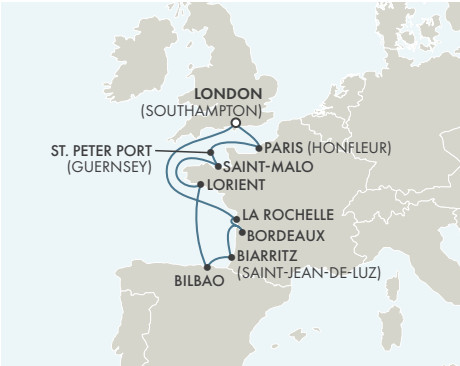 LONDON
(SOUTHAMPTON)
ST. PETER PORT
(GUERNSEY)
PARIS (HONFLEUR)
SAINT-MALO
LORIENT
LA ROCHELLE
BORDEAUX
BIARRITZ
(SAINT-JEAN-DE-LUZ)
BILBAO